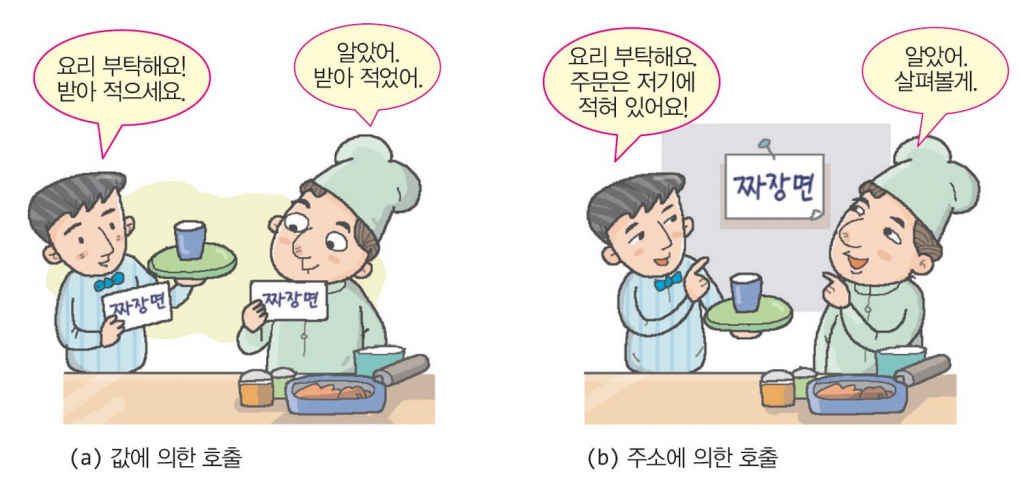 요리 부탁해요!
받아 적으세요.
알았어.
받아 적었어.
짜장면
짜장면
(a) 값에 의한 호출
요리 부탁해요.
주문은 저기에
적혀 있어요!
알았어.
살펴볼게.
짜장면
(b) 주소에 의한 호출